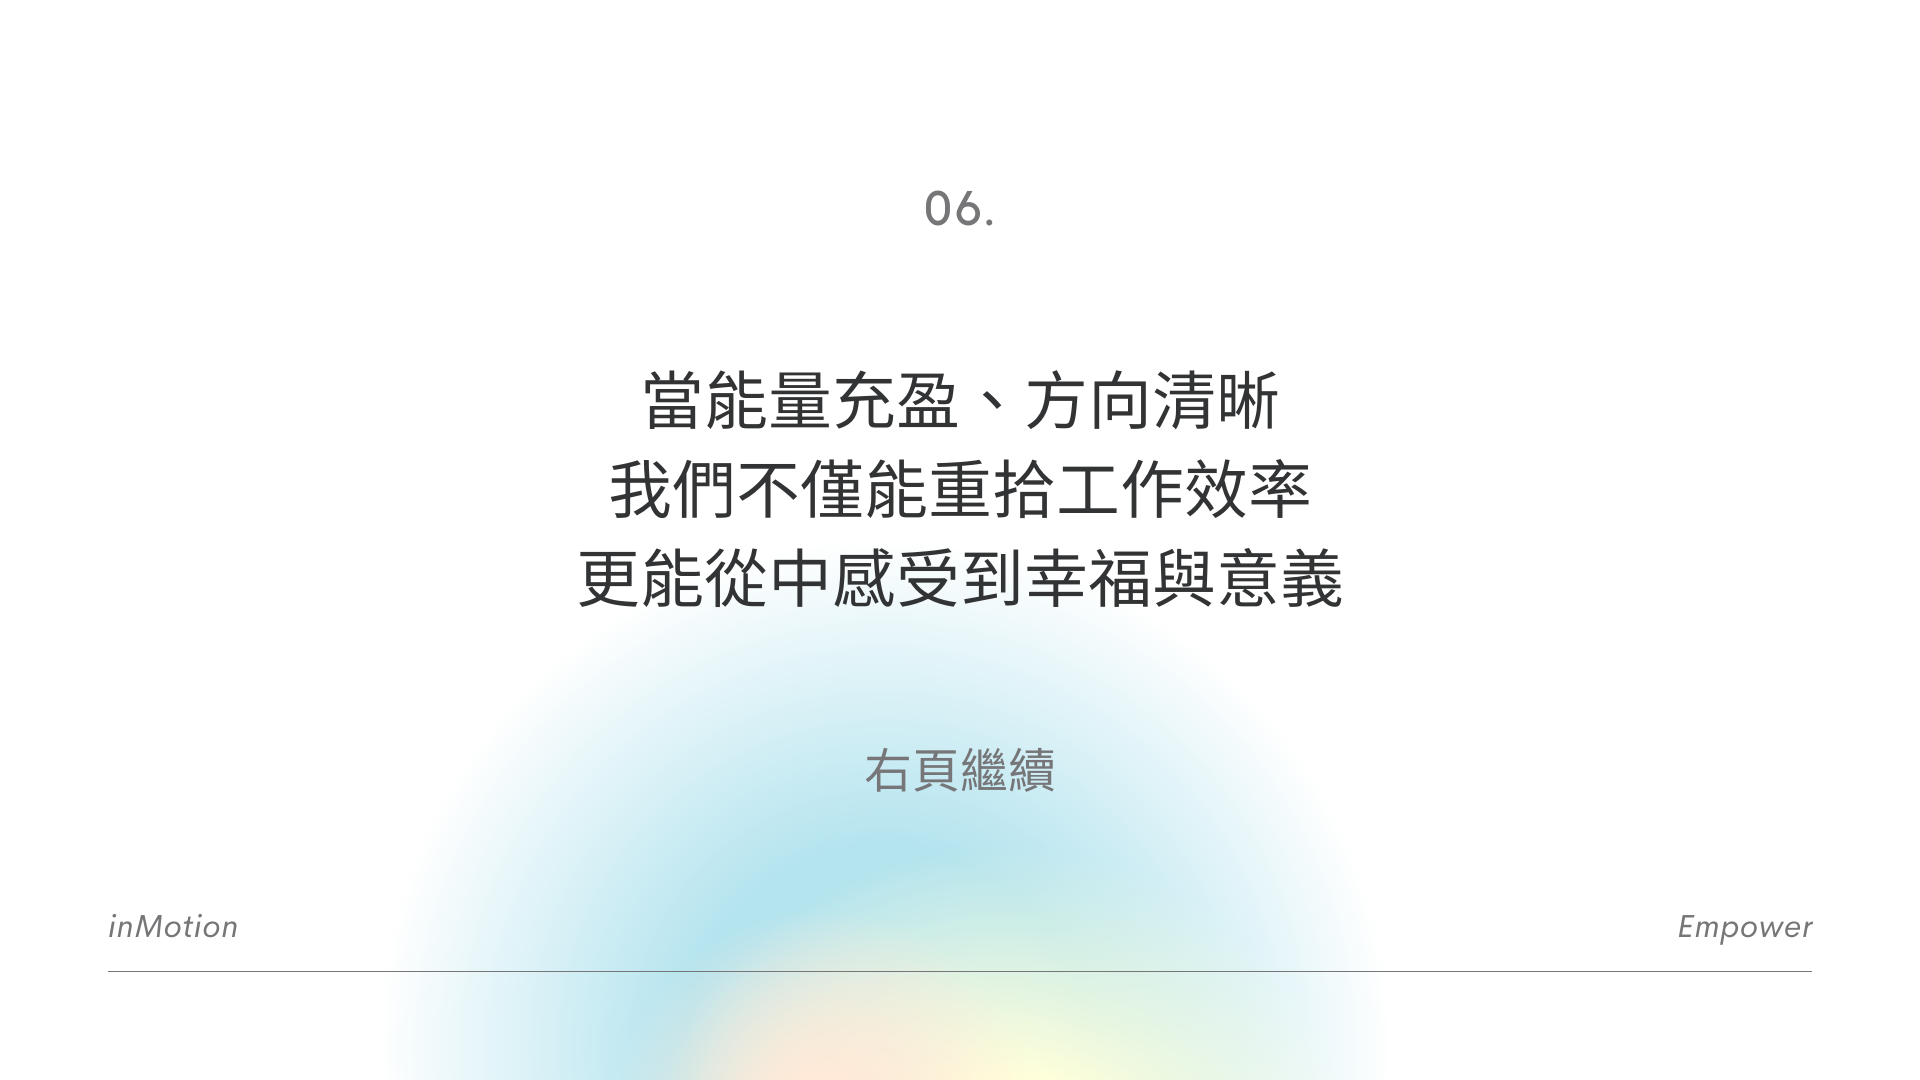 06.
當能量充盈、方向清晰
我們不僅能重拾工作效率
更能從中感受到幸福與意義
右頁繼續
inMotion
Empower